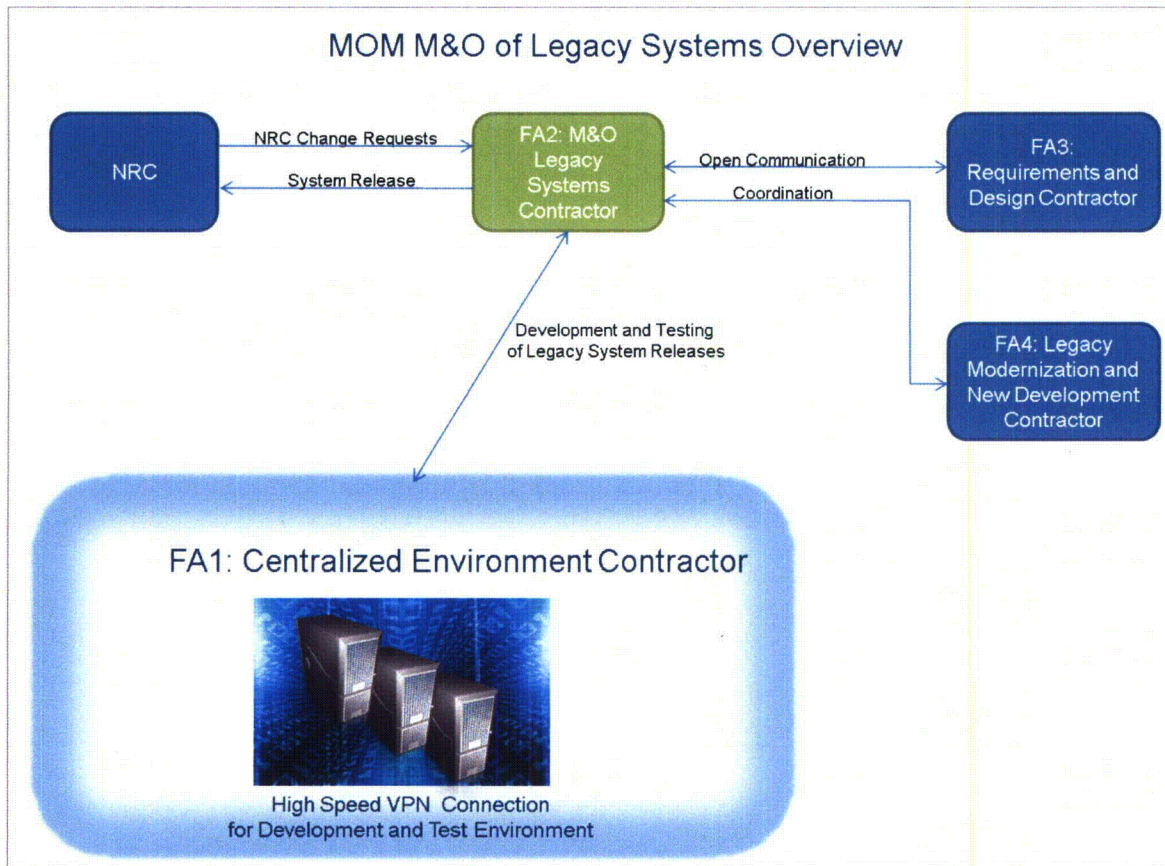 MOM M&O of Legacy Systems Overview
NRC
NRC Change Requests
System Release
FA2: M&O
Legacy
Systems
Contractor
Open Communication
Coordination
FA3:
Requirements and
Design Contractor
Development and Testing
of Legacy System Releases
FA4: Legacy
Modernization and
New Development
Contractor
FA1: Centralized Environment Contractor
High Speed VPN Connection
for Development and Test Environment